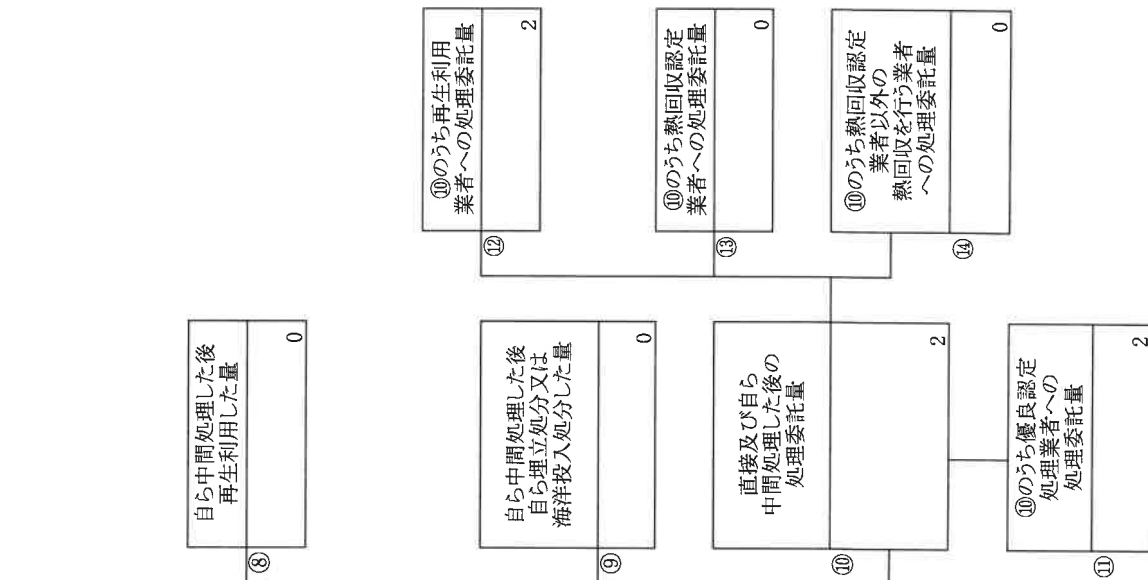 ⑧
自ら中間処理した後
再生利用した量
0
⑨
自ら中間処理した後
自ら埋立処分又は
海洋投入処分した量
0
⑩
直接及び自ら
中間処理した後の
処理委託量
2
⑪
⑩のうち優良認定
処理業者への
処理委託量
2
⑫
⑩のうち再生利用
業者への処理委託量
2
⑬
⑩のうち熱回収認定
業者への処理委託量
0
⑭
⑩のうち熱回収認定
業者以外の
熱回収を行う業者
への処理委託量
0